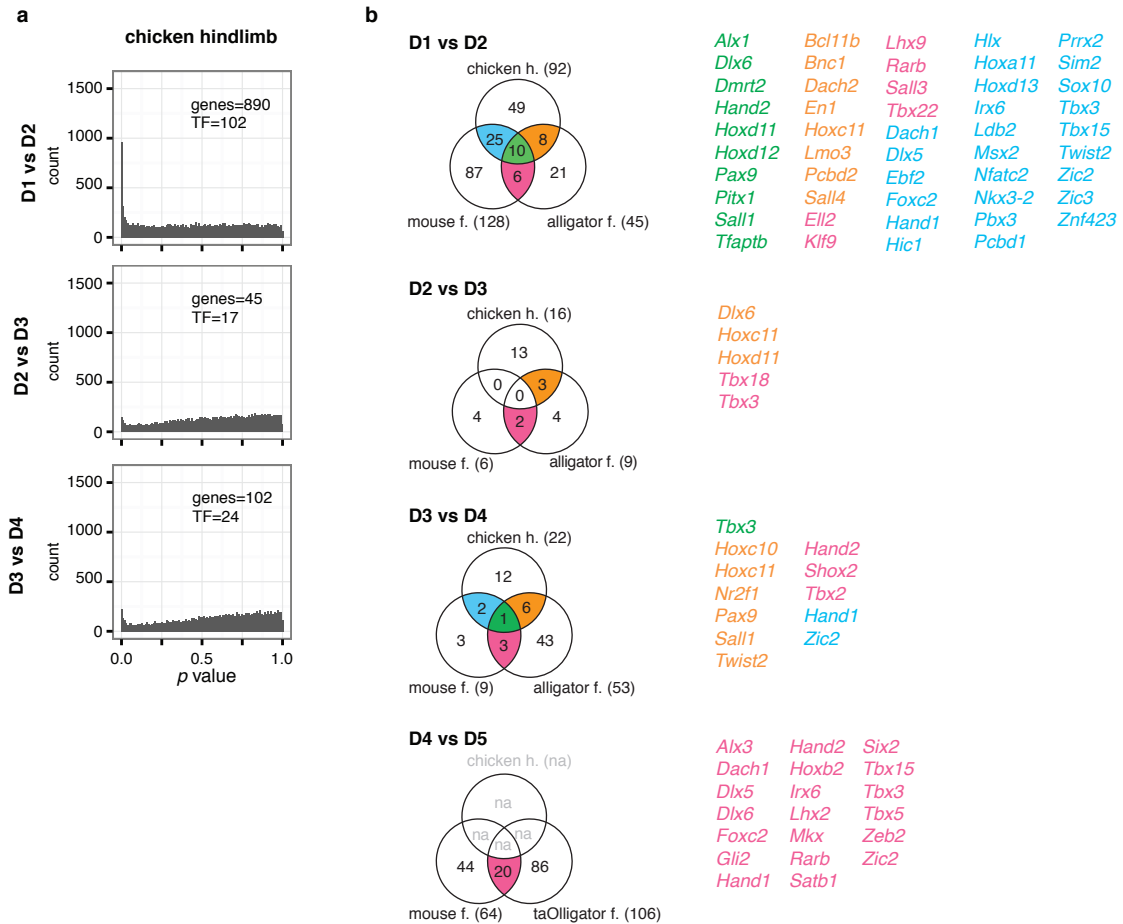 a
chicken hindlimb
D1 vs D2
count
1500
1000
500
0
genes=890
TF=102
D2 vs D3
count
1500
1000
500
0
genes=45
TF=17
D3 vs D4
count
1500
1000
500
0
genes=102
TF=24
0.0
0.5
1.0
p value
b
D1 vs D2
chicken h. (92)
49
25
10
8
87
6
21
mouse f. (128)
alligator f. (45)
Alx1
Dlx6
Dmrt2
Hand2
Hoxd11
Hoxd12
Pax9
Pitx1
Sall1
Tfaptb
Bcl11b
Bnc1
Dach2
En1
Hoxc11
Lmo3
Pcbd2
Sall4
Ell2
Klf9
Lhx9
Rarb
Sall3
Tbx22
Dach1
Dlx5
Ebf2
Foxc2
Hand1
Hic1
Hlx
Hoxa11
Hoxd13
Irx6
Ldb2
Msx2
Nfatc2
Nkx3-2
Pbx3
Pcbd1
Prrx2
Sim2
Sox10
Tbx3
Tbx15
Twist2
Zic2
Zic3
Znf423
D2 vs D3
chicken h. (16)
13
0
0
3
4
2
4
mouse f. (6)
alligator f. (9)
Dlx6
Hoxc11
Hoxd11
Tbx18
Tbx3
D3 vs D4
chicken h. (22)
12
2
1
6
3
3
43
mouse f. (9)
alligator f. (53)
Tbx3
Hoxc10
Hoxc11
Nr2f1
Pax9
Sall1
Twist2
Hand2
Shox2
Tbx2
Hand1
Zic2
D4 vs D5
chicken h. (na)
na
na
na
na
44
20
86
mouse f. (64)
taOlligator f. (106)
Alx3
Dach1
Dlx5
Dlx6
Foxc2
Gli2
Hand1
Hand2
Hoxb2
Irx6
Lhx2
Mkx
Rarb
Satb1
Six2
Tbx15
Tbx3
Tbx5
Zeb2
Zic2